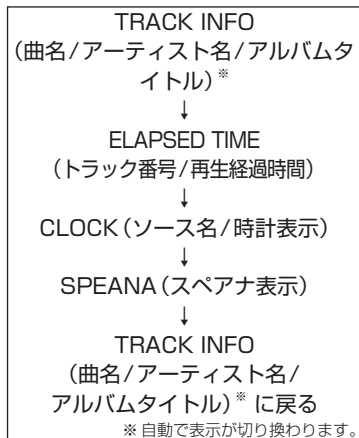 TRACK INFO
（曲名/アーティスト名/アルバムタ
イトル）※
↓
ELAPSED TIME
（トラック番号/再生経過時間）
↓
CLOCK（ソース名/時計表示）
↓
SPEANA（スペアナ表示）
↓
TRACK INFO
（曲名/アーティスト名/
アルバムタイトル）※ に戻る
※ 自動で表示が切り換わります。